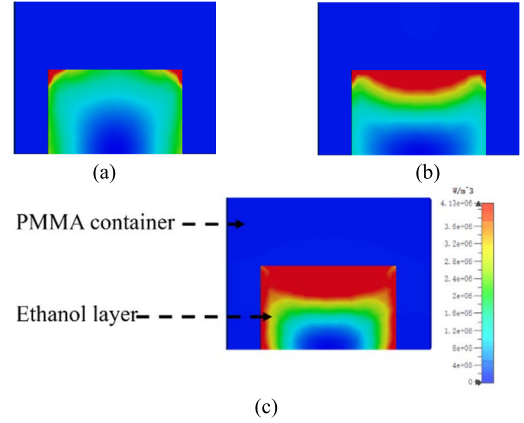 (a)
(b)
W/m^3
4.13e+06
3.6e+06
3.2e+06
2.8e+06
2.4e+06
2e+06
1.6e+06
1.2e+06
8e+05
4e+05
0
PMMA container
Ethanol layer
(c)